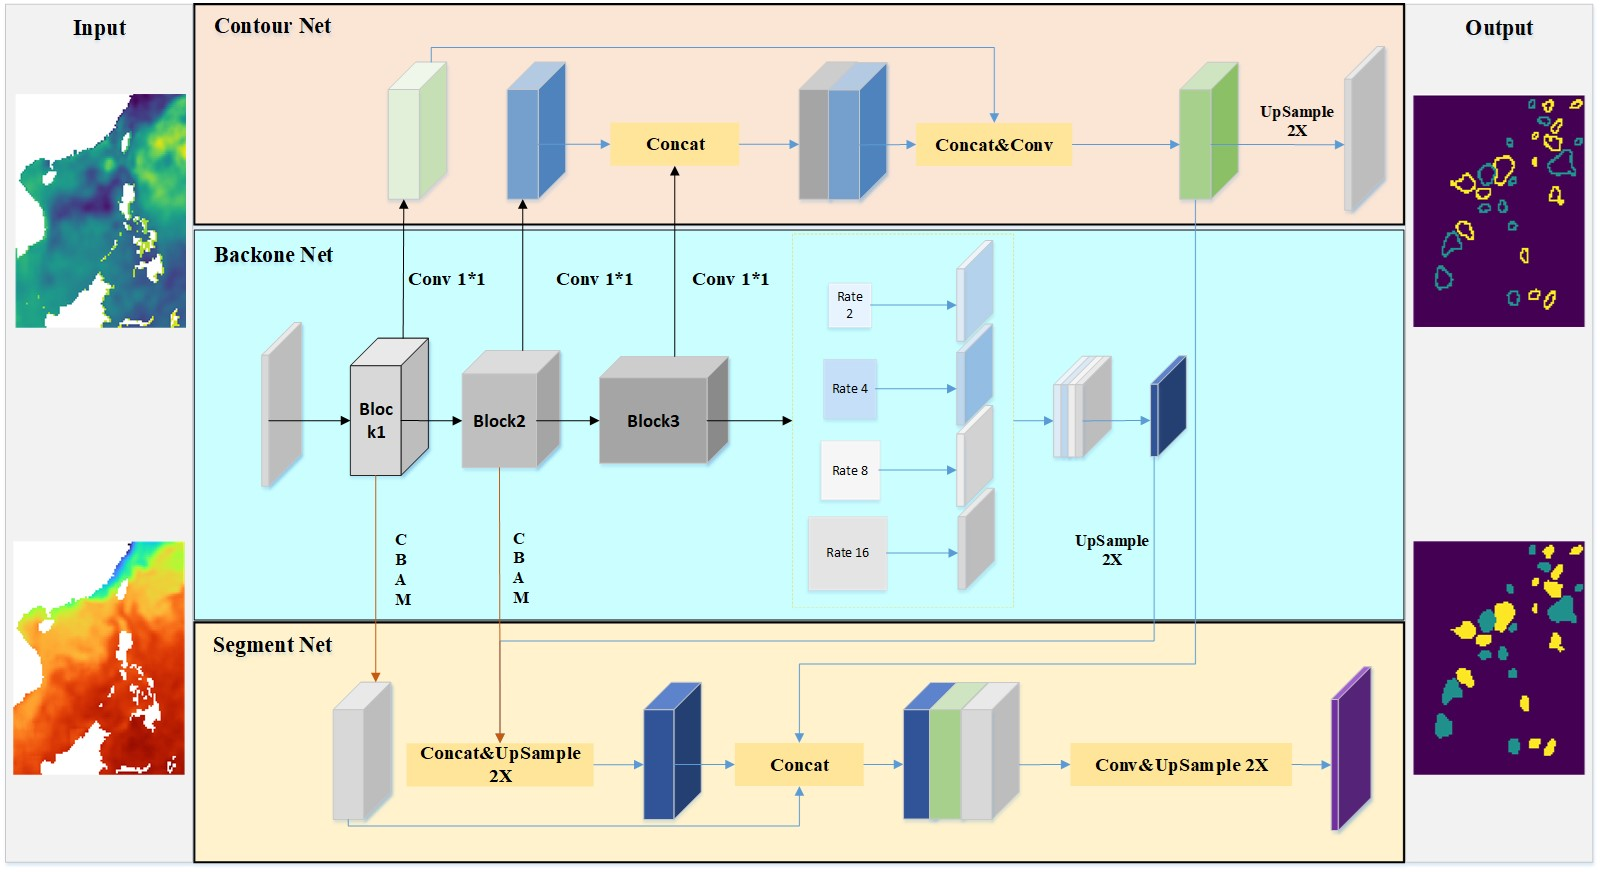 Input
Contour Net
Output
UpSample
2X
Concat
Concat&Conv
Backone Net
Conv 1*1
Conv 1*1
Conv 1*1
Rate
2
Rate 4
Bloc
k1
Block2
Block3
Rate 8
Rate 16
C
B
A
M
C
B
A
M
UpSample
2X
Segment Net
Concat&UpSample
2X
Concat
Conv&UpSample 2X